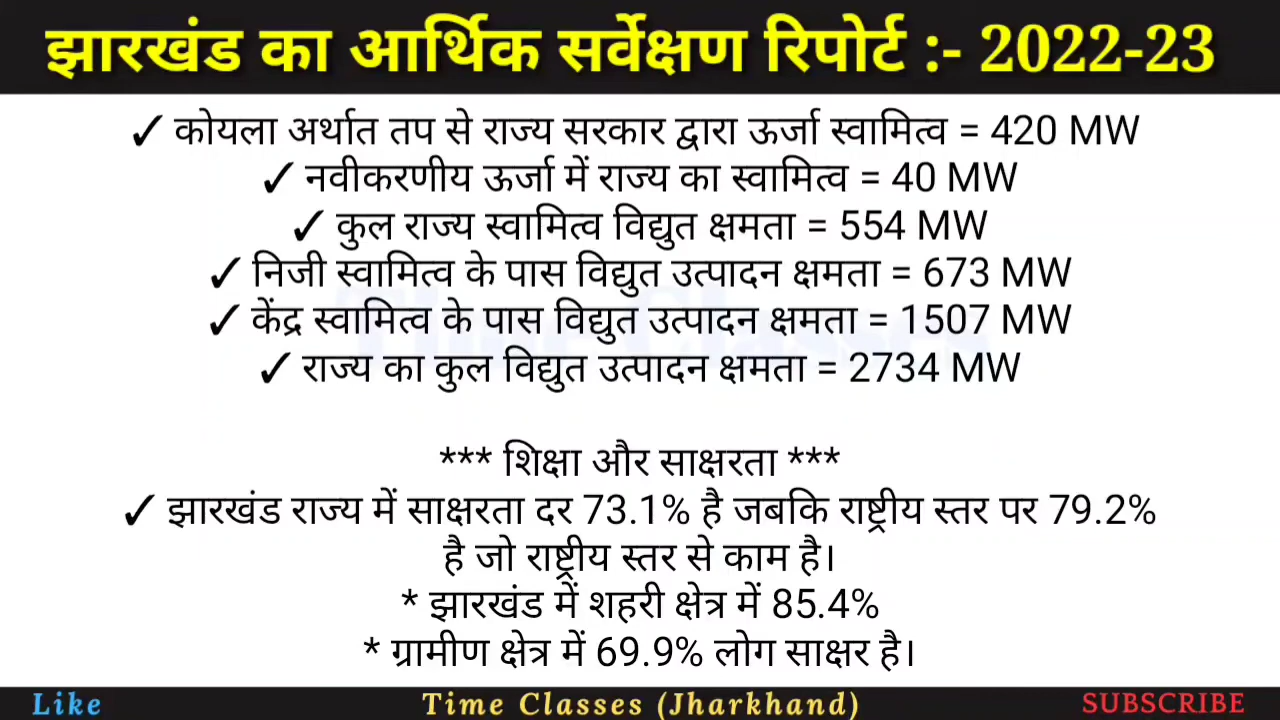 झारखंड का आर्थिक सर्वेक्षण रिपोर्ट :- 2022-23
✓ कोयला अर्थात तप से राज्य सरकार द्वारा ऊर्जा स्वामित्व = 420 MW
✓ नवीकरणीय ऊर्जा में राज्य का स्वामित्व = 40 MW
✓ कुल राज्य स्वामित्व विद्युत क्षमता = 554 MW
✓ निजी स्वामित्व के पास विद्युत उत्पादन क्षमता = 673 MW
✓ केंद्र स्वामित्व के पास विद्युत उत्पादन क्षमता = 1507 MW
✓ राज्य का कुल विद्युत उत्पादन क्षमता = 2734 MW
*** शिक्षा और साक्षरता ***
✓ झारखंड राज्य में साक्षरता दर 73.1% है जबकि राष्ट्रीय स्तर पर 79.2%
है जो राष्ट्रीय स्तर से काम है।
* झारखंड में शहरी क्षेत्र में 85.4%
* ग्रामीण क्षेत्र में 69.9% लोग साक्षर है।
Like Time Classes (Jharkhand) SUBSCRIBE